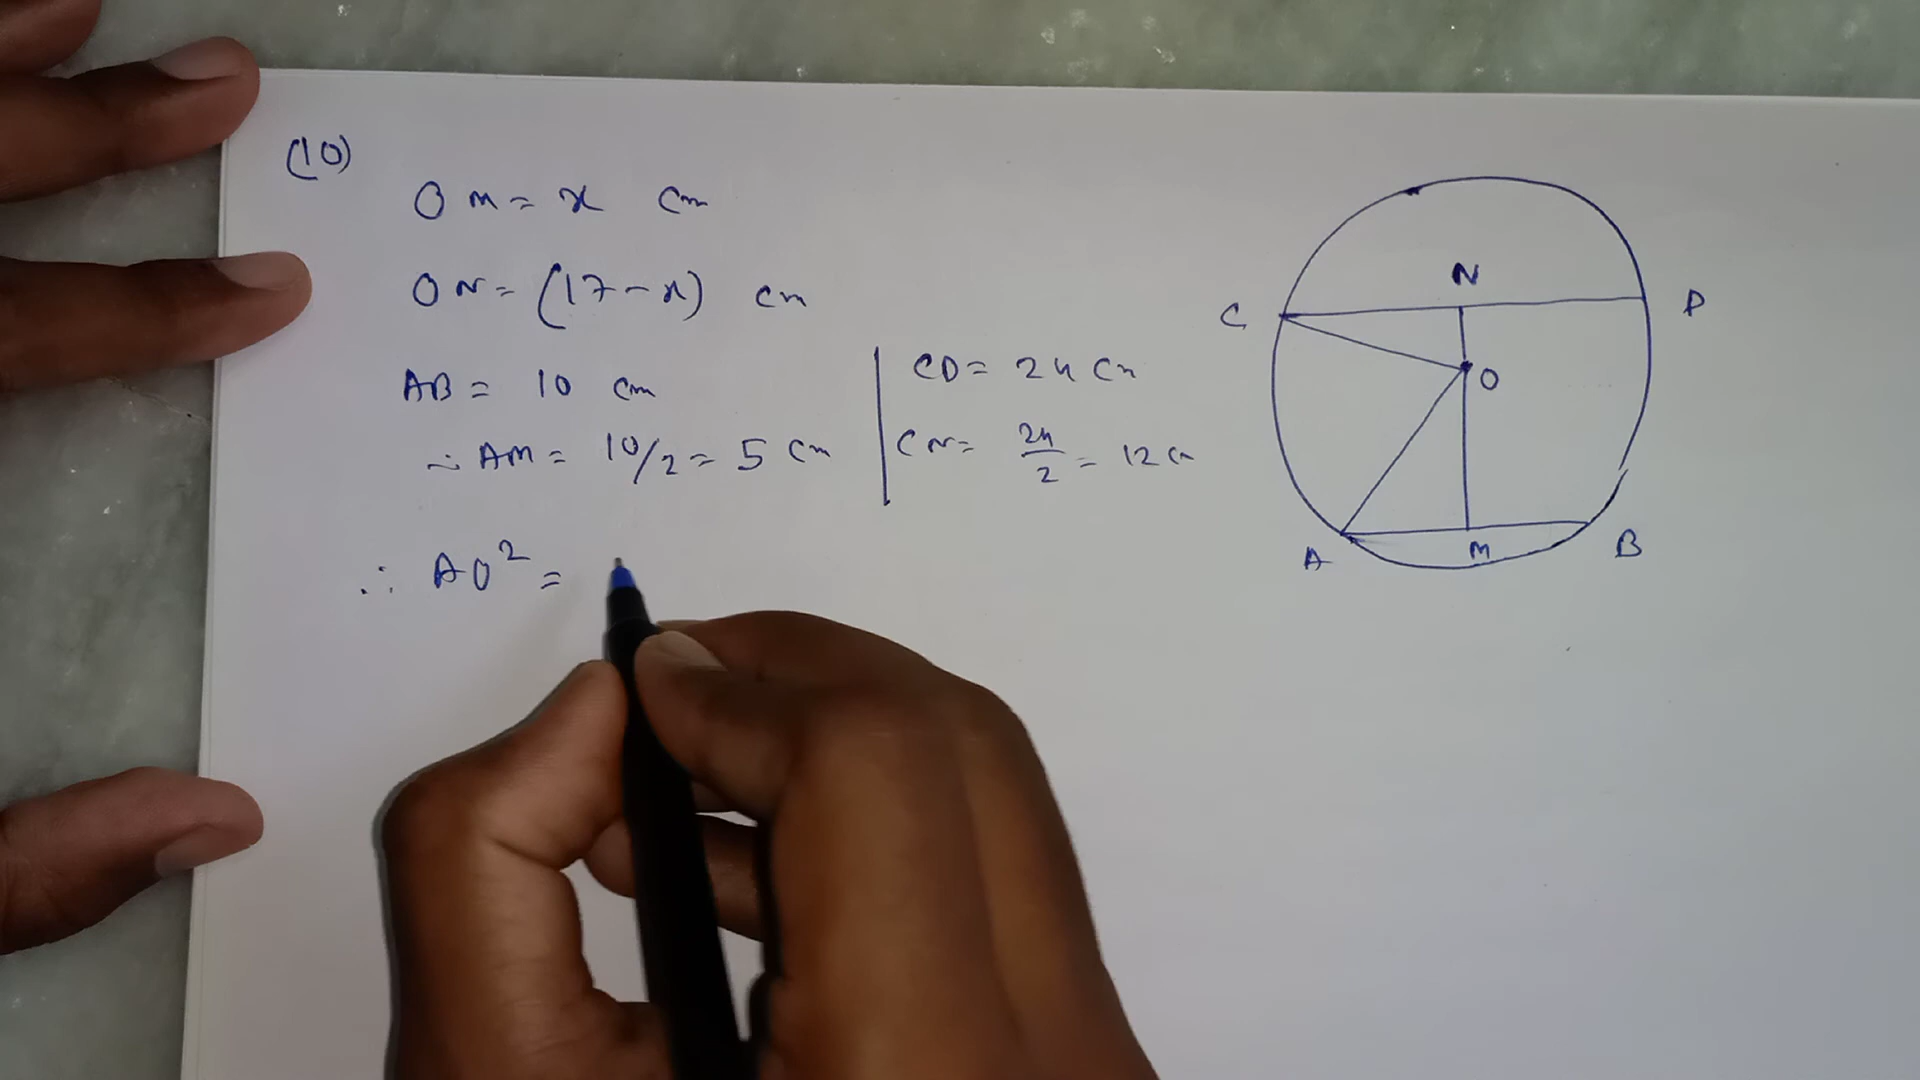 (10)
OM = x cm
ON = (17-x) cm
AB = 10 cm
∴ AM = 10/2 = 5 cm
CD = 24 cm
CN = 24/2 = 12 cm
∴ AO² =
N
C
D
O
A
M
B